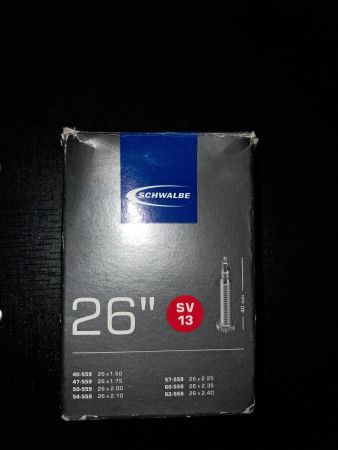 SCHWALBE
26"
SV
13
40 mm
40-559 26 x 1.50
47-559 26 x 1.75
50-559 26 x 2.00
54-559 26 x 2.10
57-559 26 x 2.25
60-559 26 x 2.35
62-559 26 x 2.40